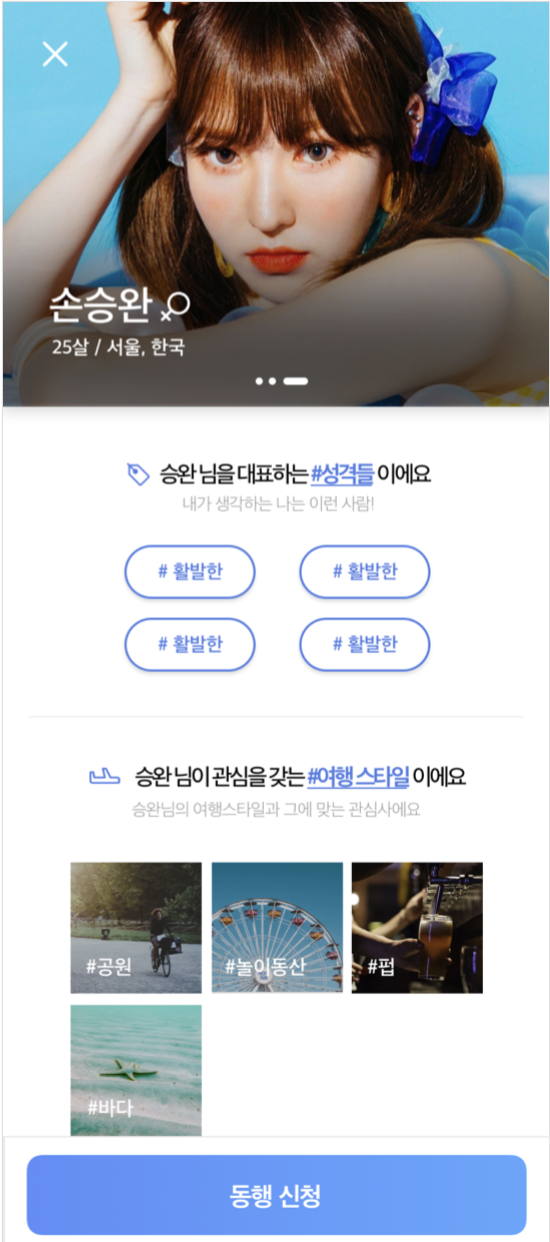 손승완
25살 / 서울, 한국
승완 님을 대표하는 #성격들 이에요
내가 생각하는 나는 이런 사람!
# 활발한
# 활발한
# 활발한
# 활발한
승완 님이 관심을 갖는 #여행 스타일 이에요
승완님의 여행스타일과 그에 맞는 관심사에요
#공원
#놀이동산
#펍
#바다
동행 신청